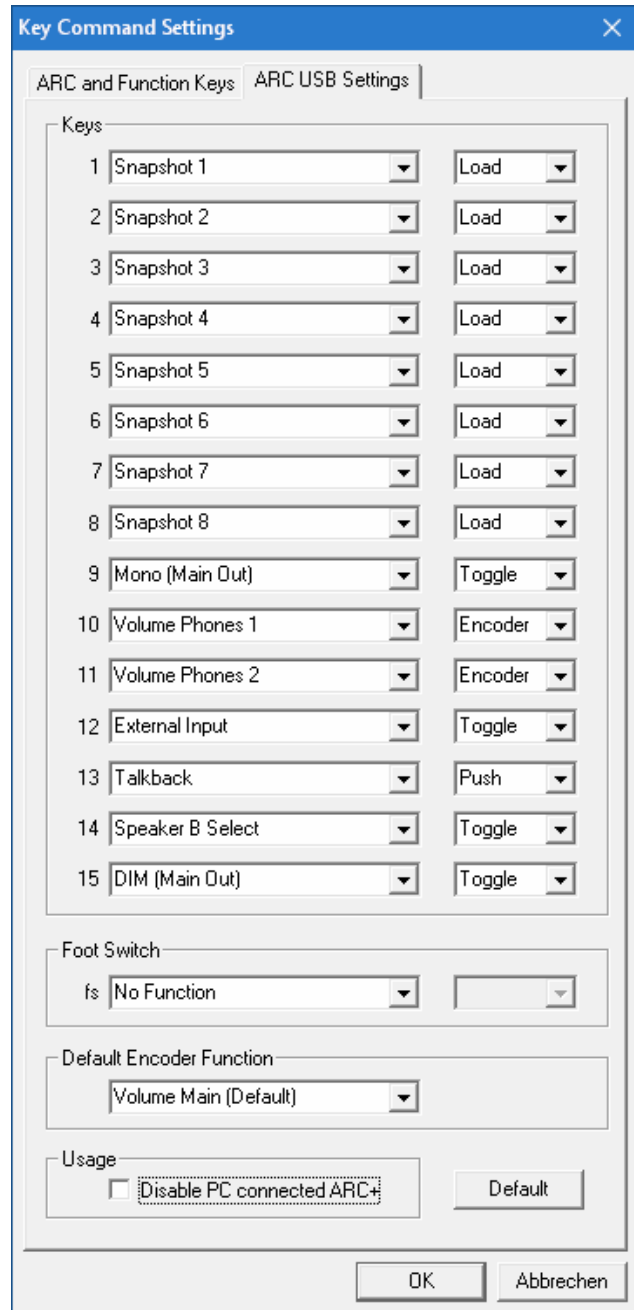 Key Command Settings
ARC and Function Keys ARC USB Settings
Keys
1 Snapshot 1 Load
2 Snapshot 2 Load
3 Snapshot 3 Load
4 Snapshot 4 Load
5 Snapshot 5 Load
6 Snapshot 6 Load
7 Snapshot 7 Load
8 Snapshot 8 Load
9 Mono (Main Out) Toggle
10 Volume Phones 1 Encoder
11 Volume Phones 2 Encoder
12 External Input Toggle
13 Talkback Push
14 Speaker B Select Toggle
15 DIM (Main Out) Toggle
Foot Switch
fs No Function
Default Encoder Function
Volume Main (Default)
Usage
Disable PC connected ARC+
Default
OK Abbrechen